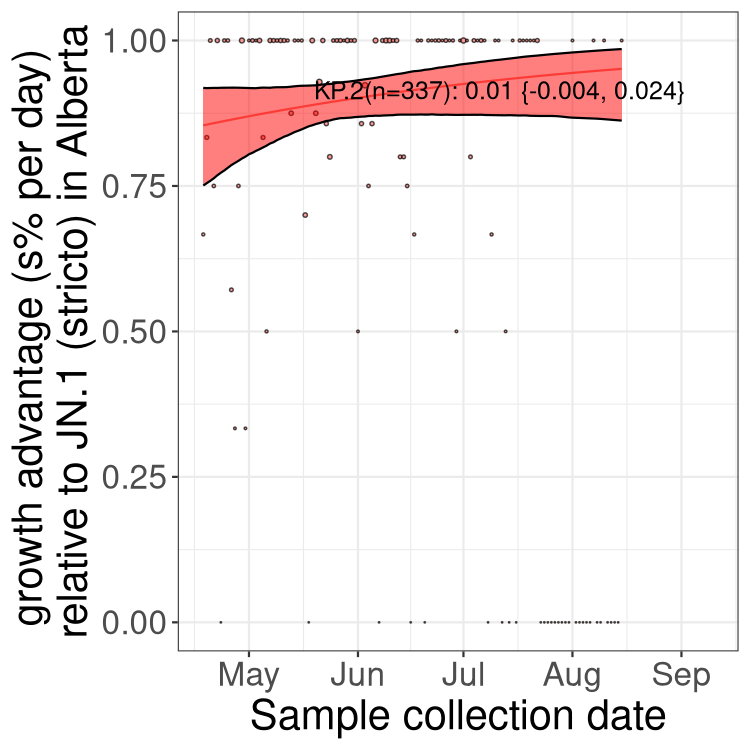 growth advantage (s% per day)
relative to JN.1 (stricto) in Alberta
1.00
0.75
0.50
0.25
0.00
KP.2(n=337): 0.01 {-0.004, 0.024}
May Jun Jul Aug Sep
Sample collection date